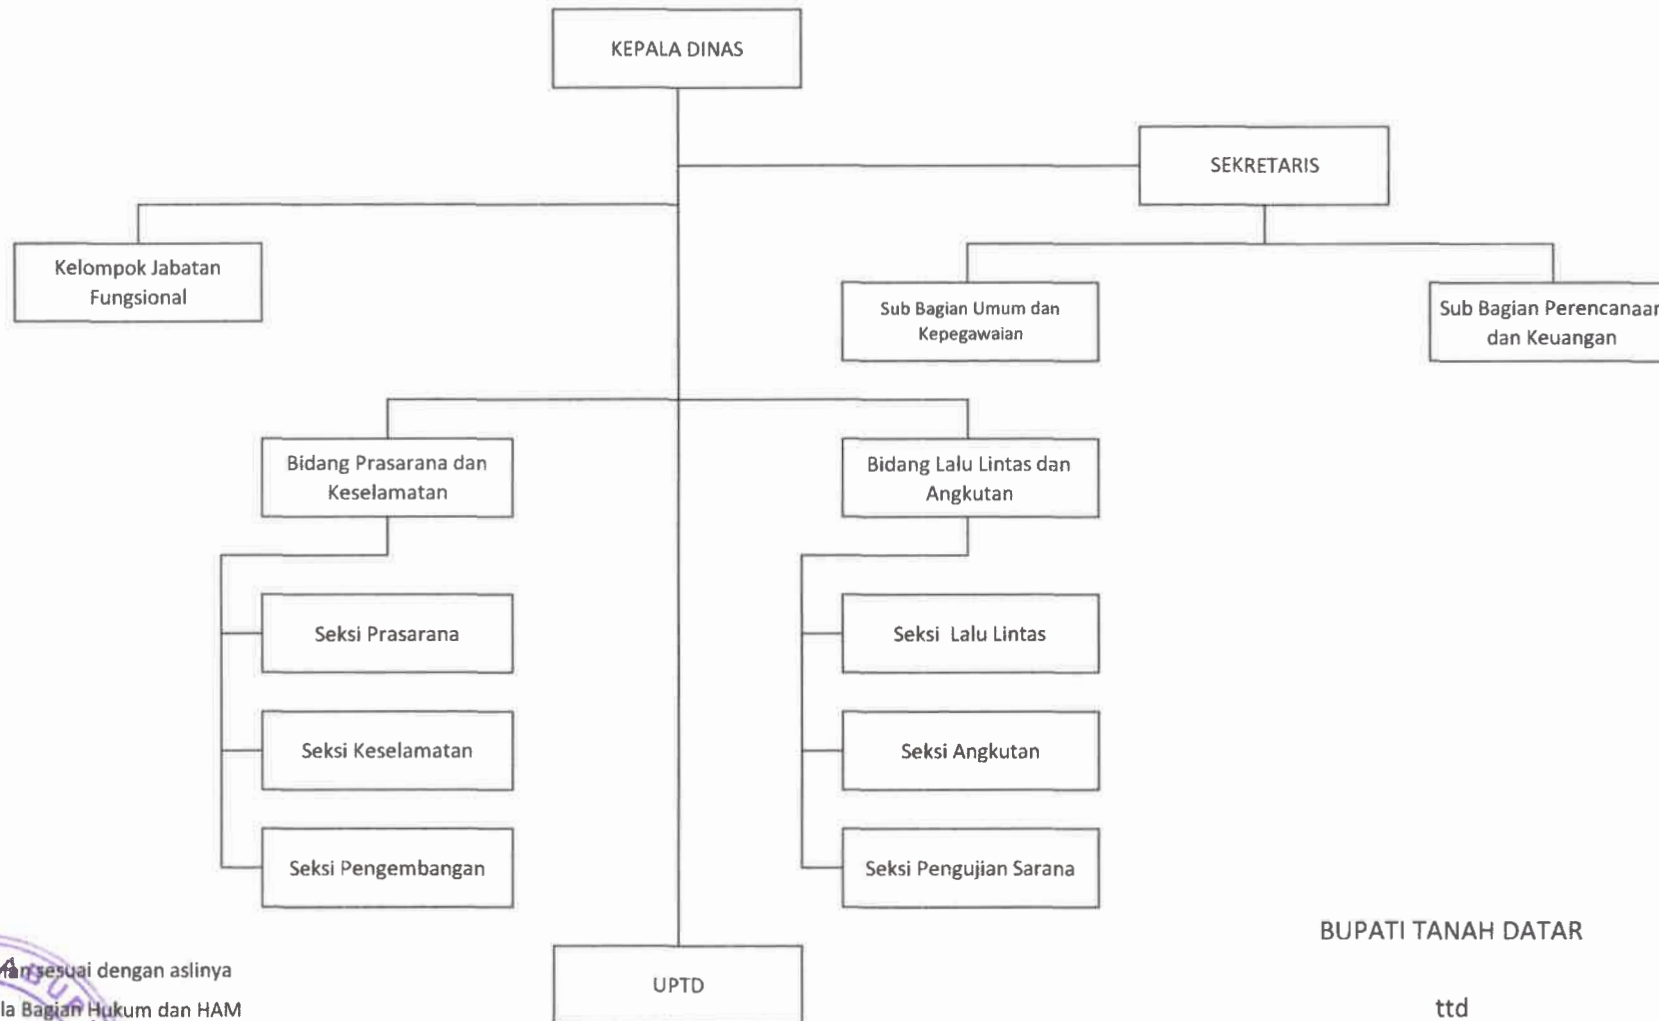 KEPALA DINAS
SEKRETARIS
Kelompok Jabatan
Fungsional
Sub Bagian Umum dan
Kepegawaian
Sub Bagian Perencanaan
dan Keuangan
Bidang Prasarana dan
Keselamatan
Bidang Lalu Lintas dan
Angkutan
Seksi Prasarana
Seksi Lalu Lintas
Seksi Keselamatan
Seksi Angkutan
Seksi Pengembangan
Seksi Pengujian Sarana
BUPATI TANAH DATAR
sesuai dengan aslinya
UPTD
la Bagian Hukum dan HAM
ttd